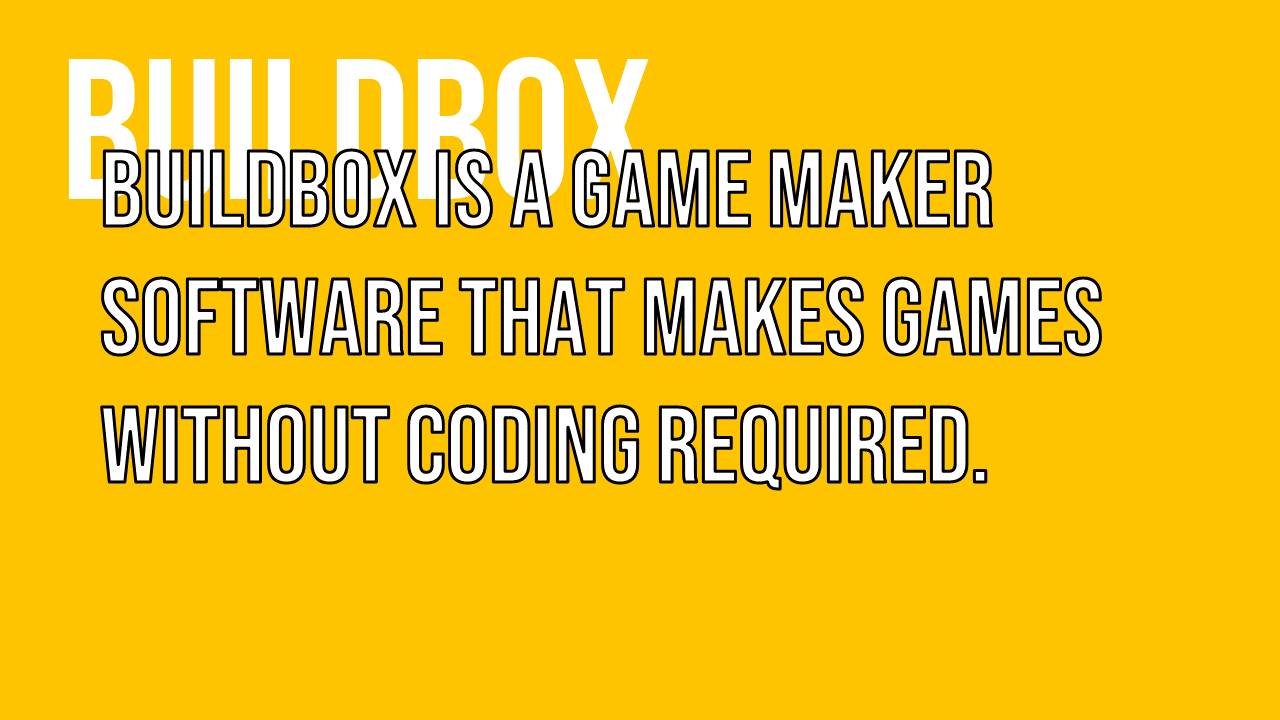 BUILDBOX
BUILDBOX IS A GAME MAKER
SOFTWARE THAT MAKES GAMES
WITHOUT CODING REQUIRED.